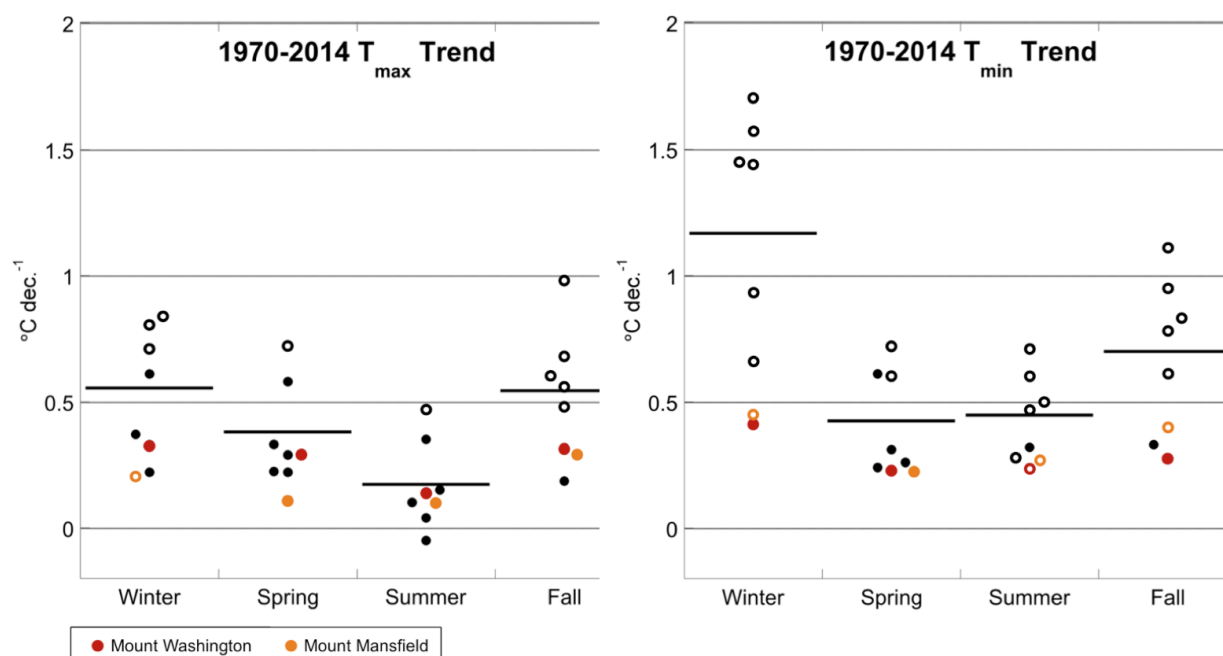 1970-2014 Tmax Trend
2
1.5
1
0.5
0
°C dec.-1
Winter Spring Summer Fall
Mount Washington Mount Mansfield
1970-2014 Tmin Trend
2
1.5
1
0.5
0
°C dec.-1
Winter Spring Summer Fall